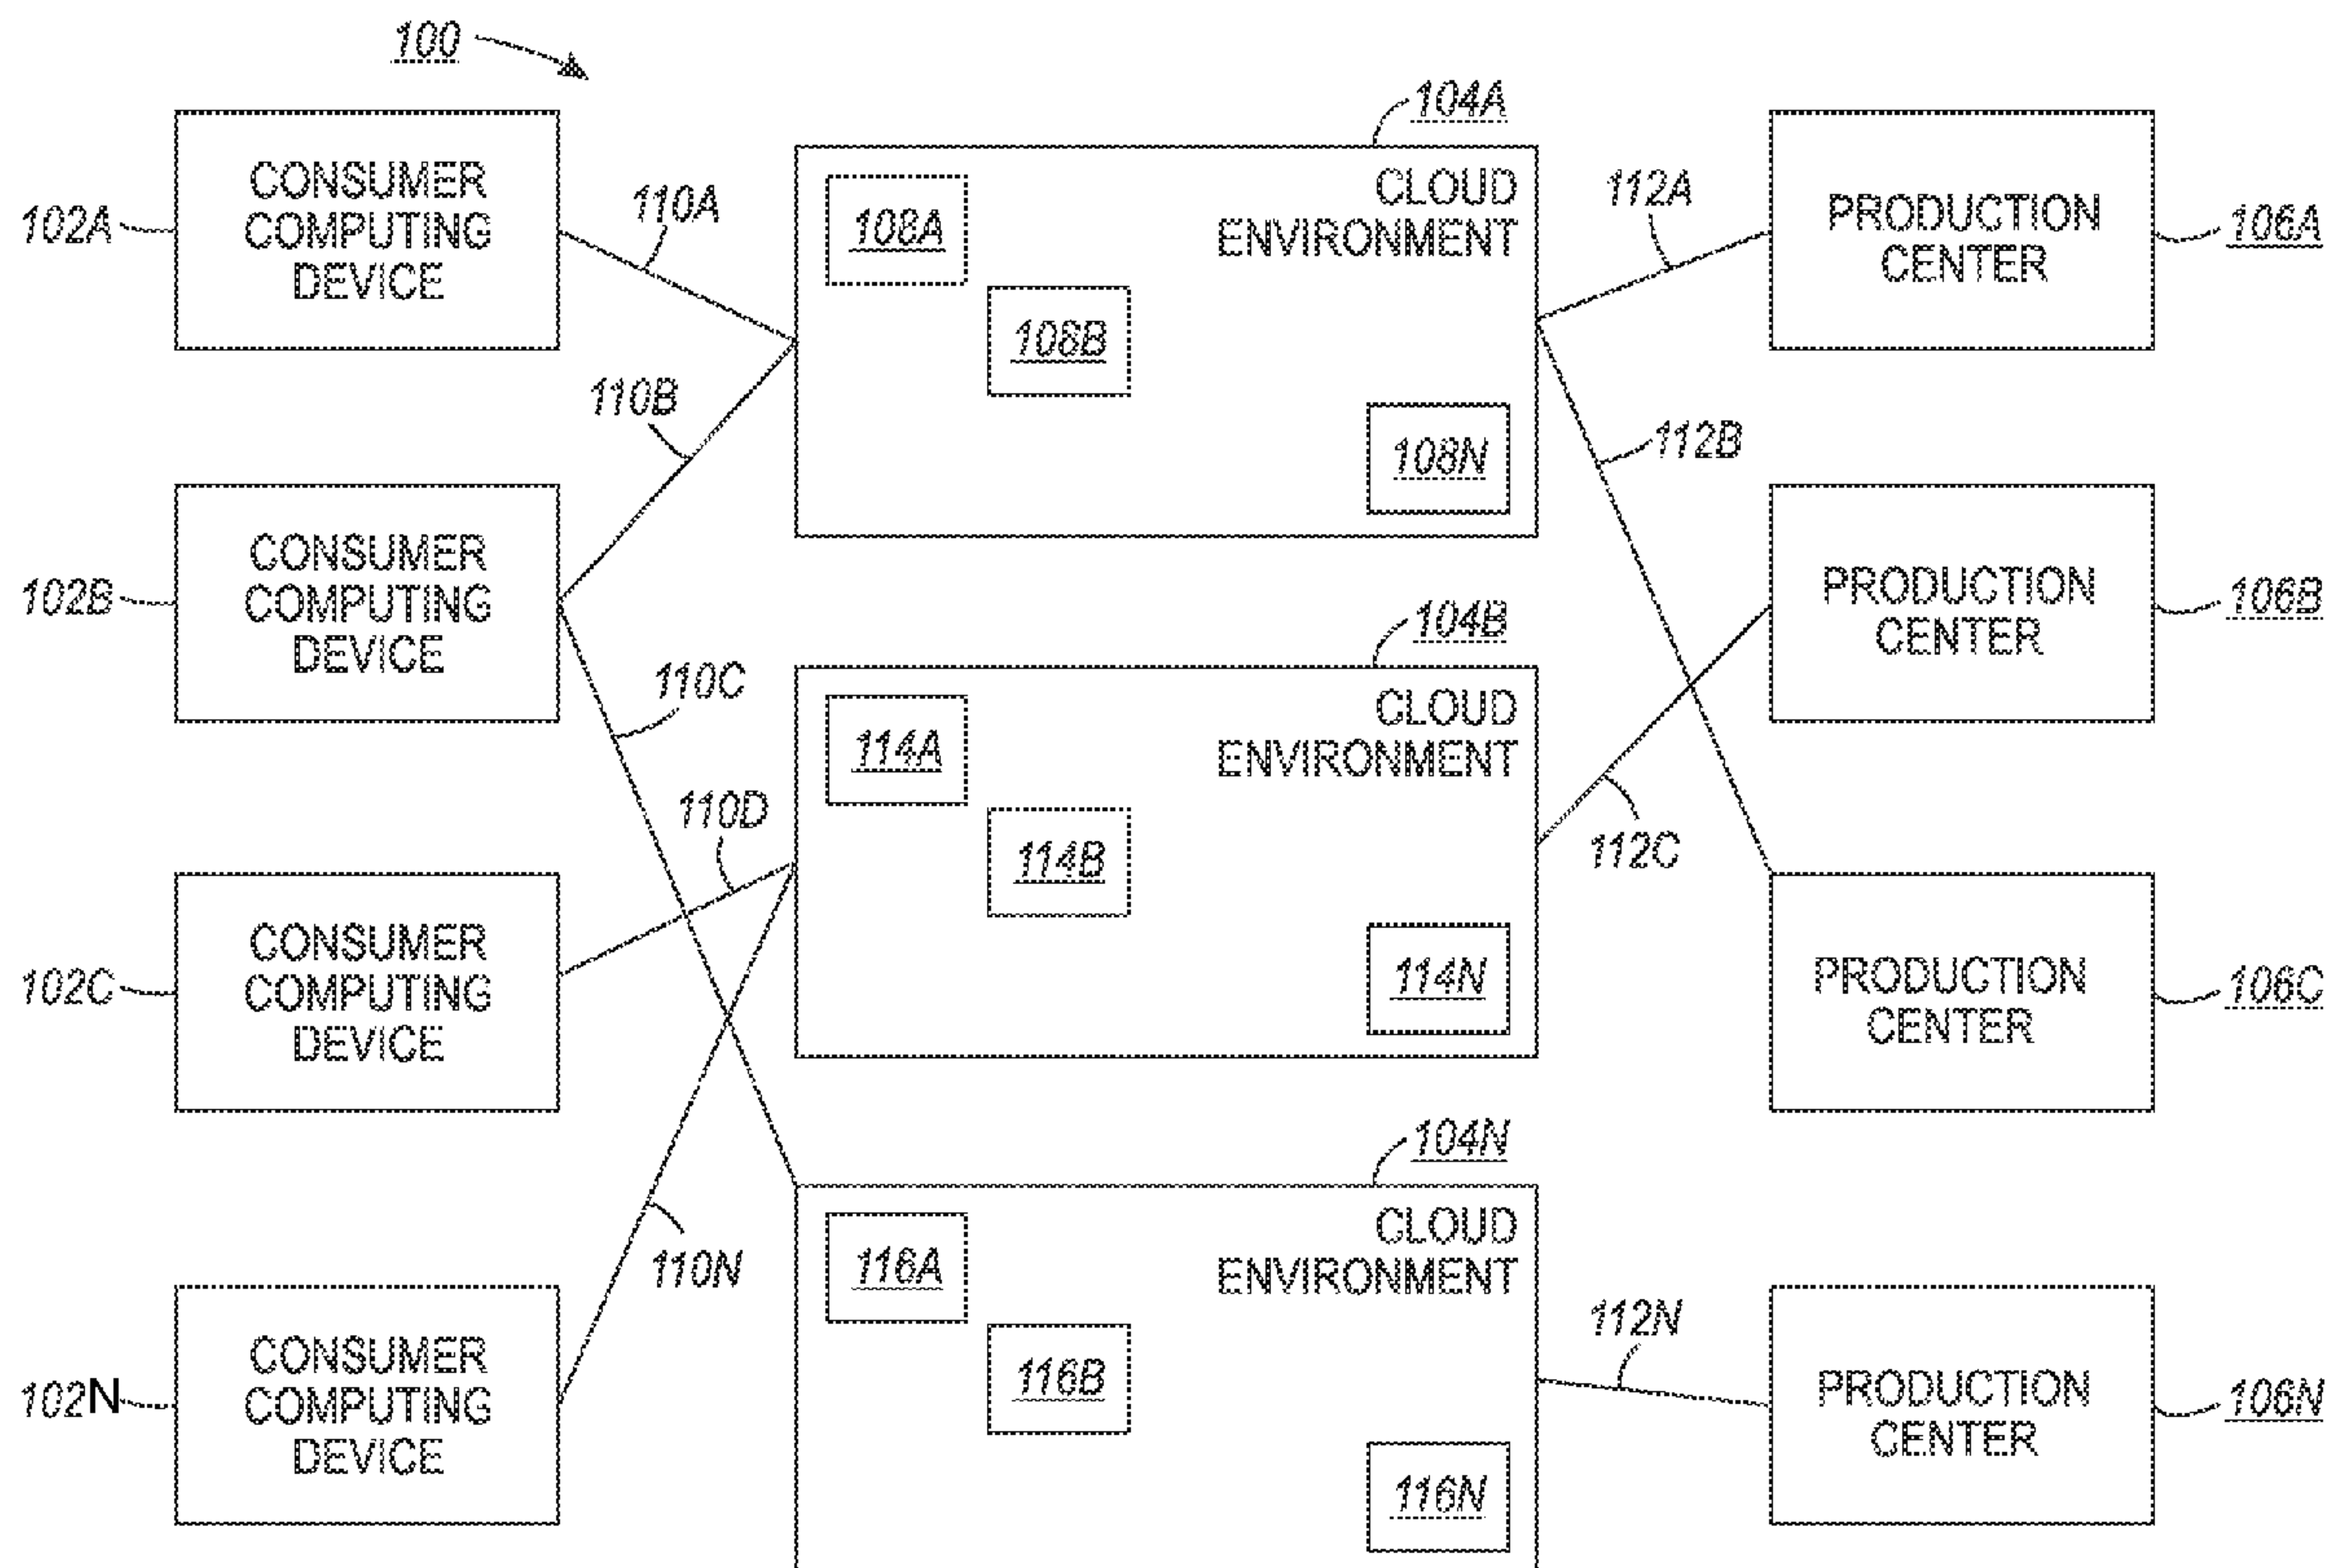 100
104A
CONSUMER
COMPUTING
DEVICE
102A
110A
108A
CLOUD
ENVIRONMENT
112A
PRODUCTION
CENTER
106A
108B
110B
108N
112B
CONSUMER
COMPUTING
DEVICE
102B
PRODUCTION
CENTER
106B
104B
110C
114A
CLOUD
ENVIRONMENT
110D
114B
112C
CONSUMER
COMPUTING
DEVICE
102C
114N
PRODUCTION
CENTER
106C
104N
110N
116A
CLOUD
ENVIRONMENT
112N
CONSUMER
COMPUTING
DEVICE
102N
116B
PRODUCTION
CENTER
106N
116N